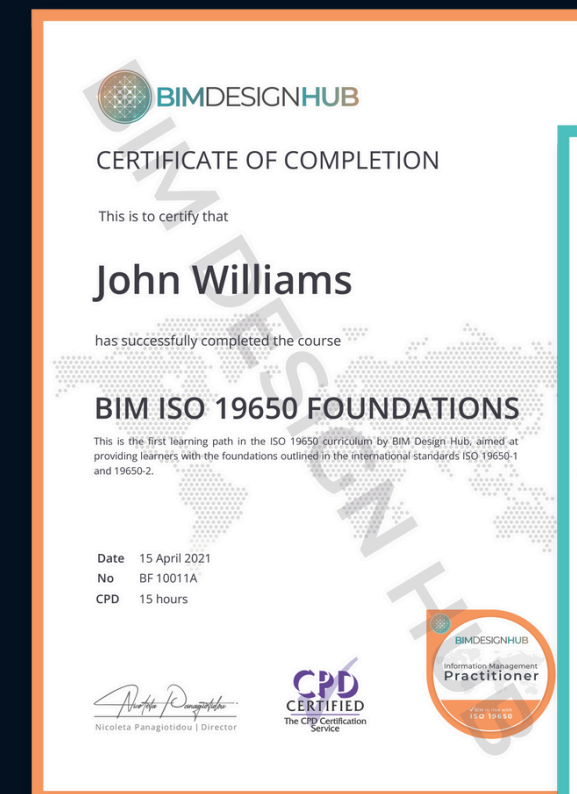 BIMDESIGNHUB
CERTIFICATE OF COMPLETION
This is to certify that
John Williams
has successfully completed the course
BIM ISO 19650 FOUNDATIONS
This is the first learning path in the ISO 19650 curriculum by BIM Design Hub, aimed at
providing learners with the foundations outlined in the international standards ISO 19650-1
and 19650-2.
Date 15 April 2021
No BF 10011A
CPD 15 hours
Nicoleta Panagiotidou
Nicoleta Panagiotidou | Director
CPD
CERTIFIED
The CPD Certification
Service
BIMDESIGNHUB
Information Management
Practitioner
ISO 19650
BIM DESIGN HUB